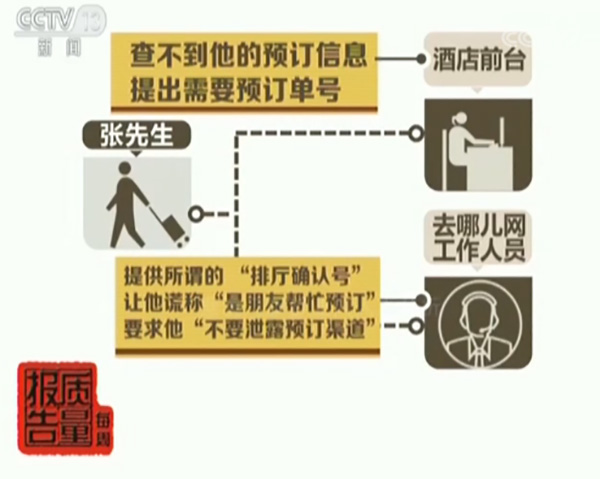 CCTV 13
新闻
查不到他的预订信息
提出需要预订单号
酒店前台
张先生
去哪儿网
工作人员
提供所谓的“排厅确认号”
让他谎称“是朋友帮忙预订”
要求他“不要泄露预订渠道”
每周
质量
报告